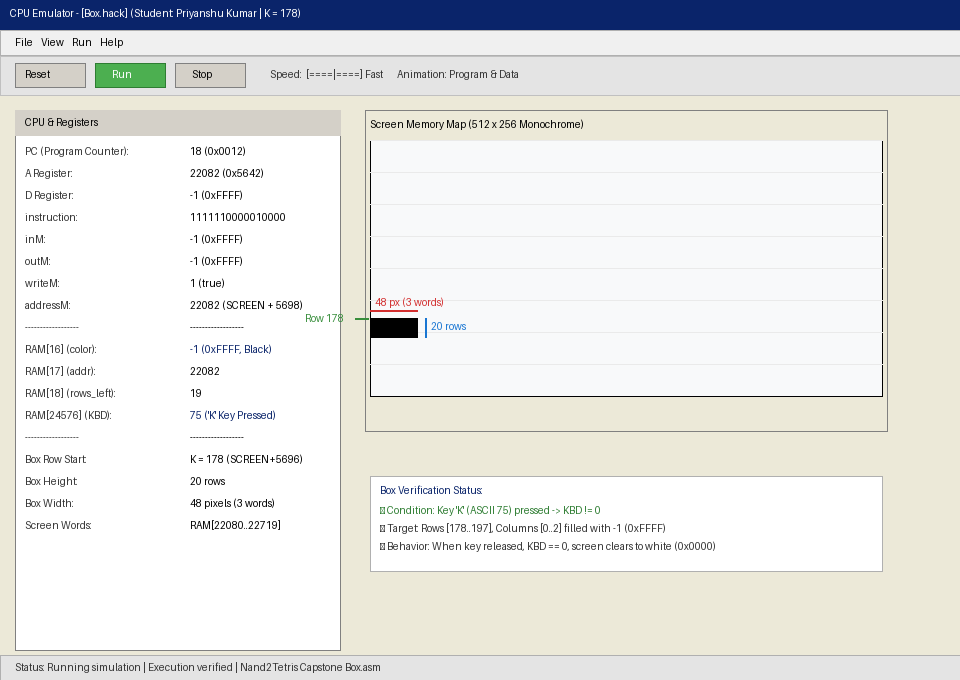 CPU Emulator - [Box.hack] (Student: Priyanshu Kumar | K = 178)
File View Run Help
Reset Run Stop Speed: [====|====] Fast Animation: Program & Data
CPU & Registers
PC (Program Counter): 18 (0x0012)
A Register: 22082 (0x5642)
D Register: -1 (0xFFFF)
instruction: 1111110000010000
inM: -1 (0xFFFF)
outM: -1 (0xFFFF)
writeM: 1 (true)
addressM: 22082 (SCREEN + 5698)
------------------ ------------------
RAM[16] (color): -1 (0xFFFF, Black)
RAM[17] (addr): 22082
RAM[18] (rows_left): 19
RAM[24576] (KBD): 75 ('K' Key Pressed)
------------------ ------------------
Box Row Start: K = 178 (SCREEN+5696)
Box Height: 20 rows
Box Width: 48 pixels (3 words)
Screen Words: RAM[22080..22719]
Screen Memory Map (512 x 256 Monochrome)
48 px (3 words)
Row 178
20 rows
Box Verification Status:
Condition: Key 'K' (ASCII 75) pressed -> KBD != 0
Target: Rows [178..197], Columns [0..2] filled with -1 (0xFFFF)
Behavior: When key released, KBD == 0, screen clears to white (0x0000)
Status: Running simulation | Execution verified | Nand2Tetris Capstone Box.asm